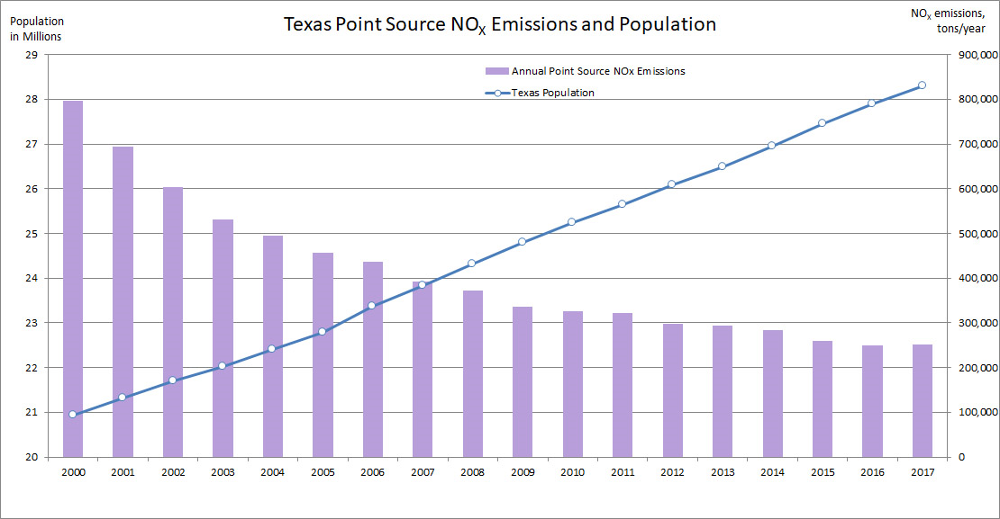 Population
in Millions
Texas Point Source NOX Emissions and Population
NOx emissions,
tons/year
Annual Point Source NOx Emissions
Texas Population
29
28
27
26
25
24
23
22
21
20
900,000
800,000
700,000
600,000
500,000
400,000
300,000
200,000
100,000
0
2000 2001 2002 2003 2004 2005 2006 2007 2008 2009 2010 2011 2012 2013 2014 2015 2016 2017